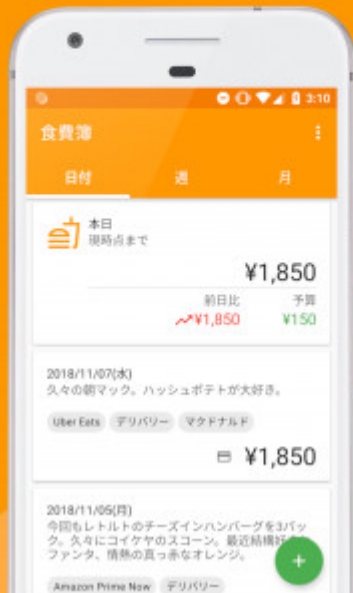 3:10
食費簿
日付 週 月
本日
現時点まで
¥1,850
前日比 予算
¥1,850 ¥150
2018/11/07(水)
久々の朝マック。ハッシュポテトが大好き。
Uber Eats デリバリー マクドナルド
¥1,850
2018/11/05(月)
今回もレトルトのチーズインハンバーグを3パッ
ク。久々にコイケヤのスコーン。最近結構好
ファンタ、情熱の真っ赤なオレンジ。
Amazon Prime Now デリバリー